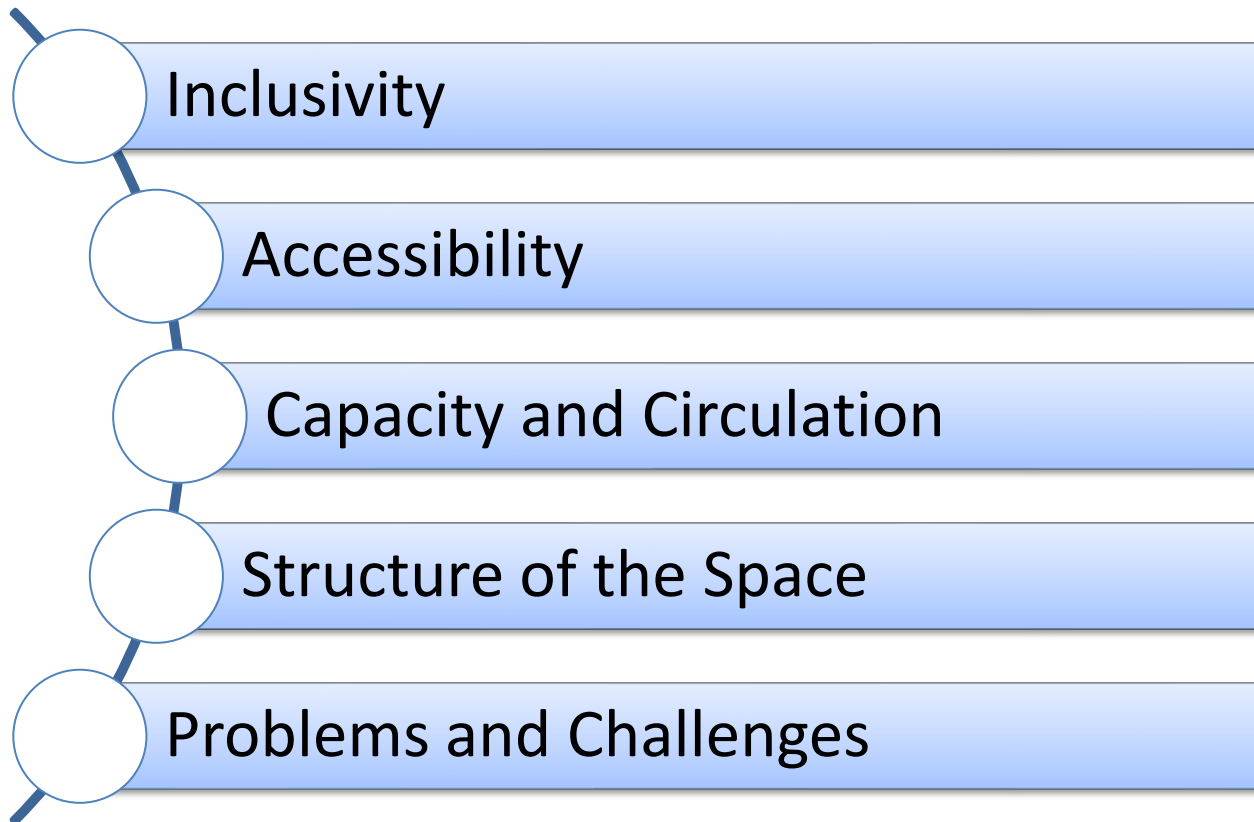 Inclusivity
Accessibility
Capacity and Circulation
Structure of the Space
Problems and Challenges